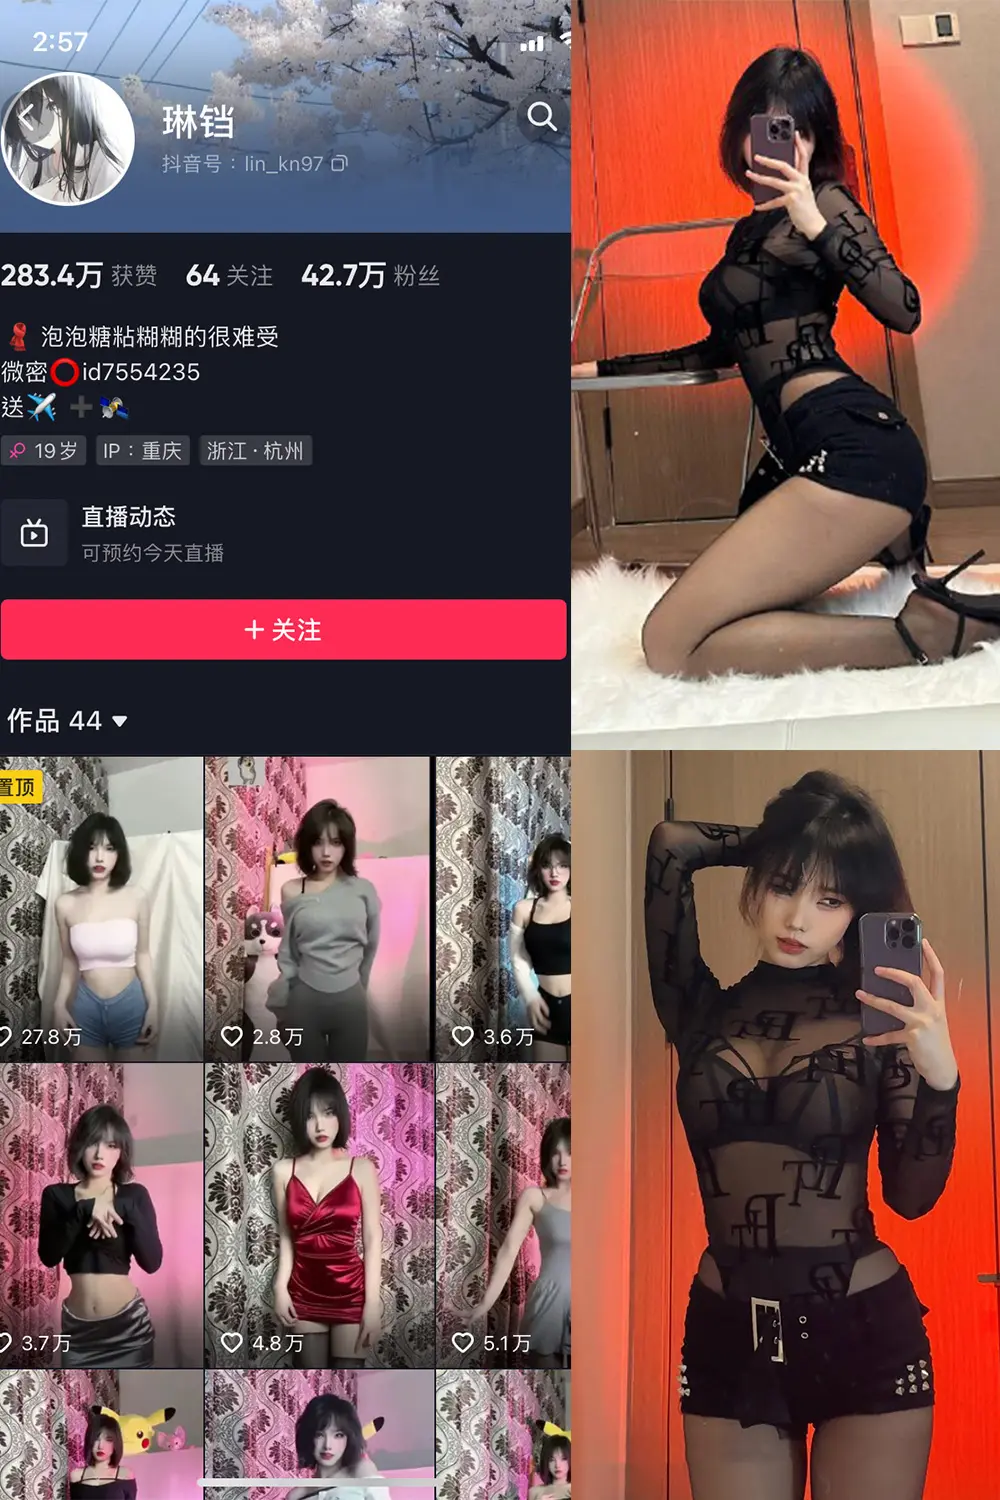 2:57
琳铛
抖音号：lin_kn97
283.4万 获赞 64 关注 42.7万 粉丝
泡泡糖粘糊糊的很难受
微密⭕id7554235
送✈️➕🛰️
19岁 IP：重庆 浙江·杭州
直播动态
可预约今天直播
+ 关注
作品 44
置顶
27.8万 2.8万 3.6万
3.7万 4.8万 5.1万